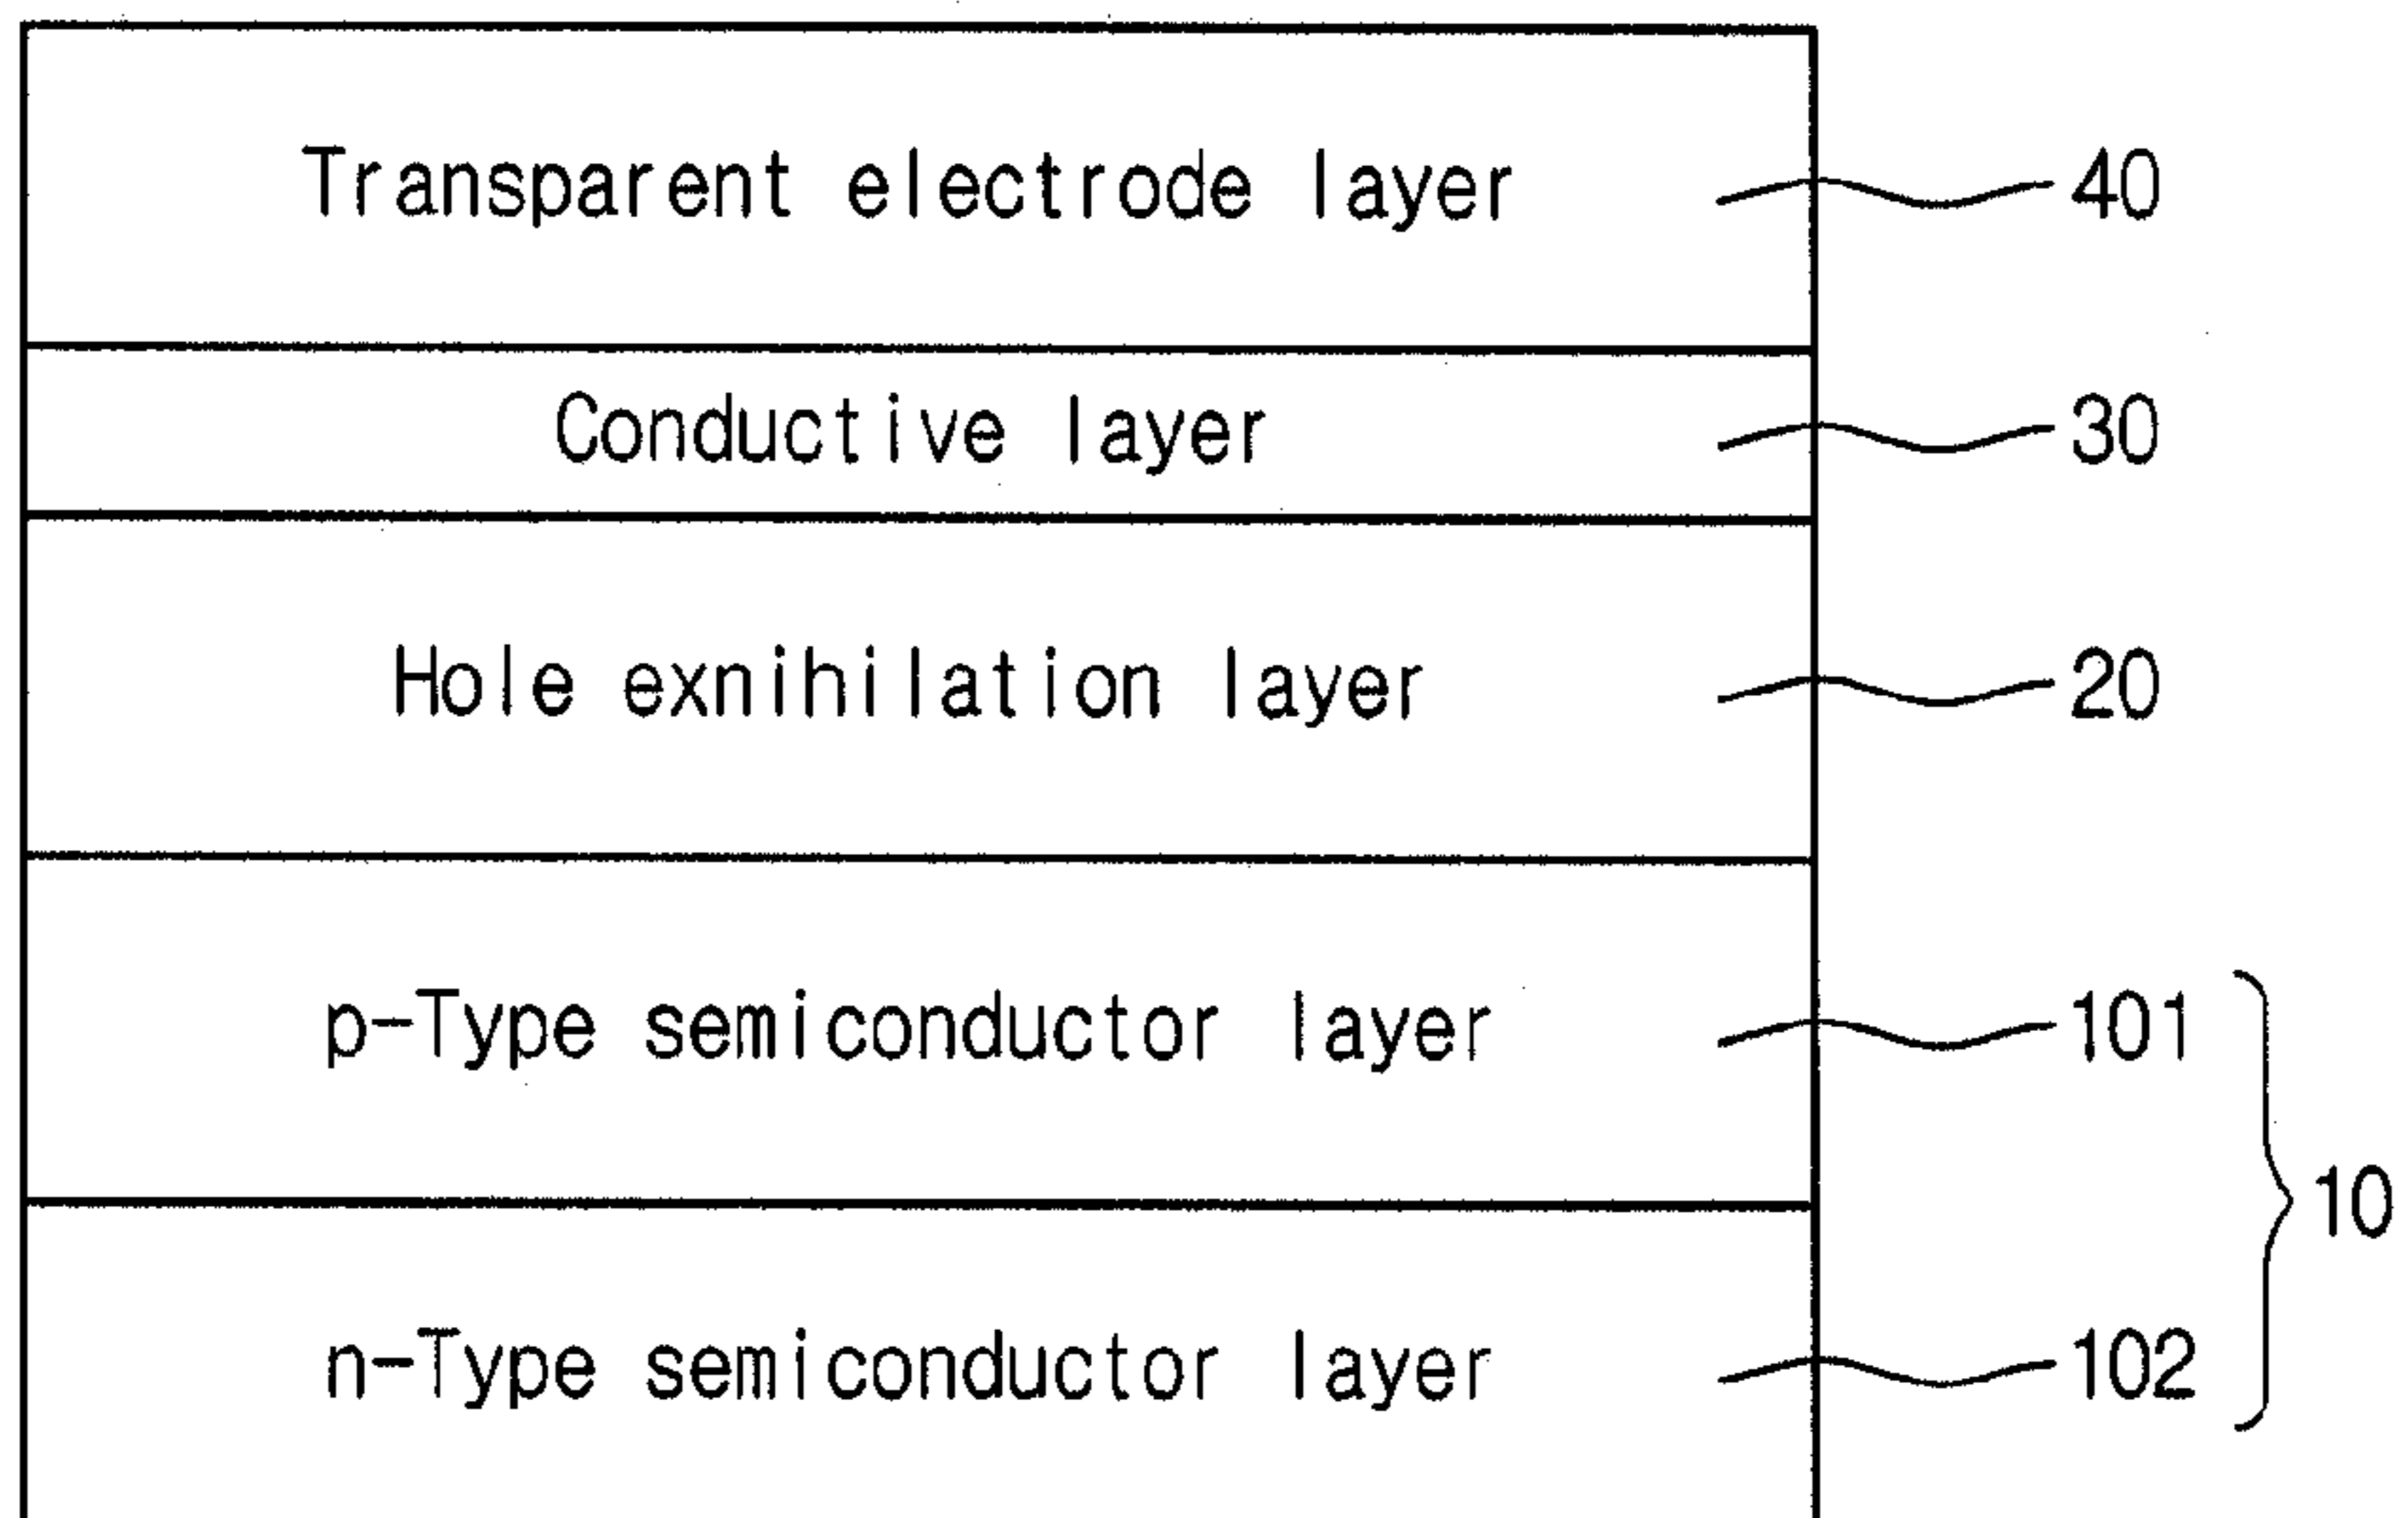 Transparent electrode layer 40
Conductive layer 30
Hole exnihilation layer 20
p-Type semiconductor layer 101
10
n-Type semiconductor layer 102